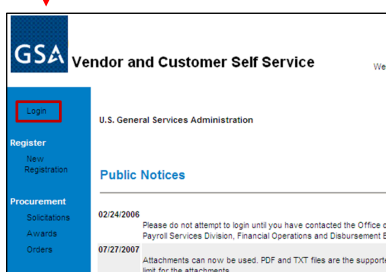 GSA Vendor and Customer Self Service
We
Login
U.S. General Services Administration
Register
New
Registration
Public Notices
Procurement
Solicitations
Awards
Orders
02/24/2006
Please do not attempt to login until you have contacted the Office o
Payroll Services Division, Financial Operations and Disbursement B
07/27/2007
Attachments can now be used. PDF and TXT files are the supporte
limit for the attachments.